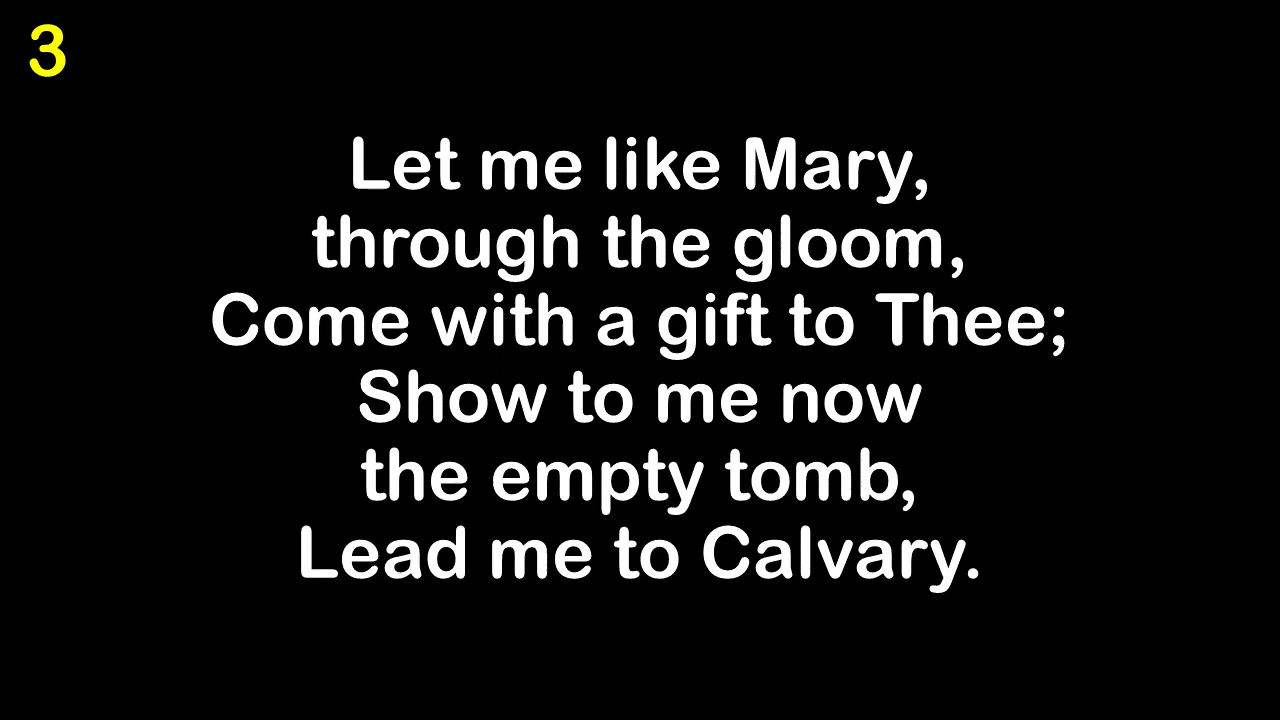 3
Let me like Mary,
through the gloom,
Come with a gift to Thee;
Show to me now
the empty tomb,
Lead me to Calvary.